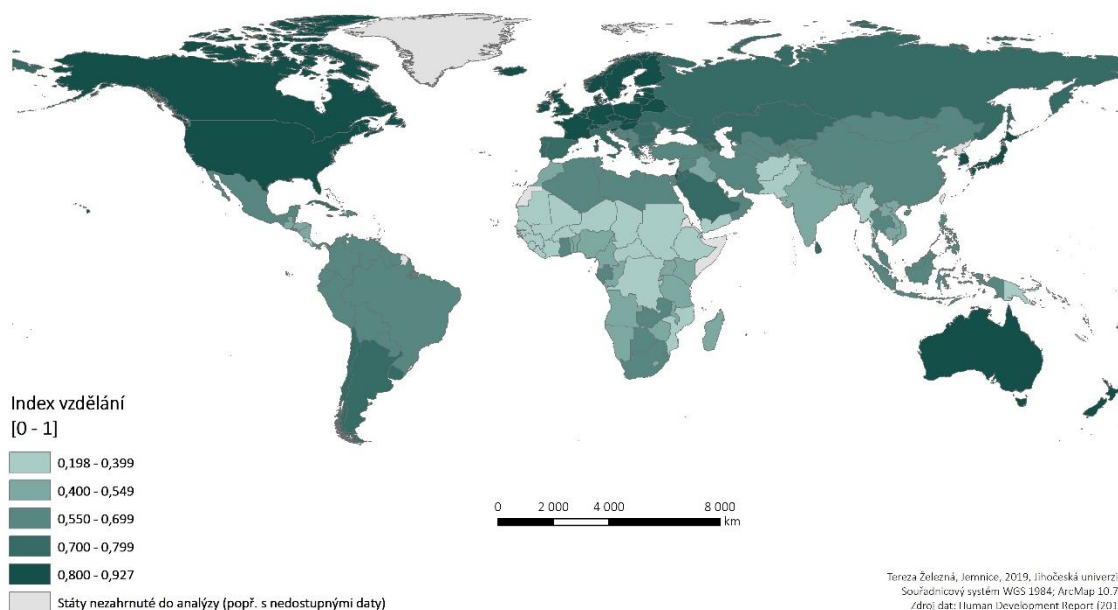 Index vzdělání
[0 - 1]
0,198 - 0,399
0,400 - 0,549
0,550 - 0,699
0,700 - 0,799
0,800 - 0,927
Státy nezahrnuté do analýzy (popř. s nedostupnými daty)
0 2 000 4 000 8 000
km
Tereza Železná, Jemnice, 2019, Jihočeská univerzi
Souřadnicový systém WGS 1984; ArcMap 10.7
Zdroj dat: Human Development Report (201